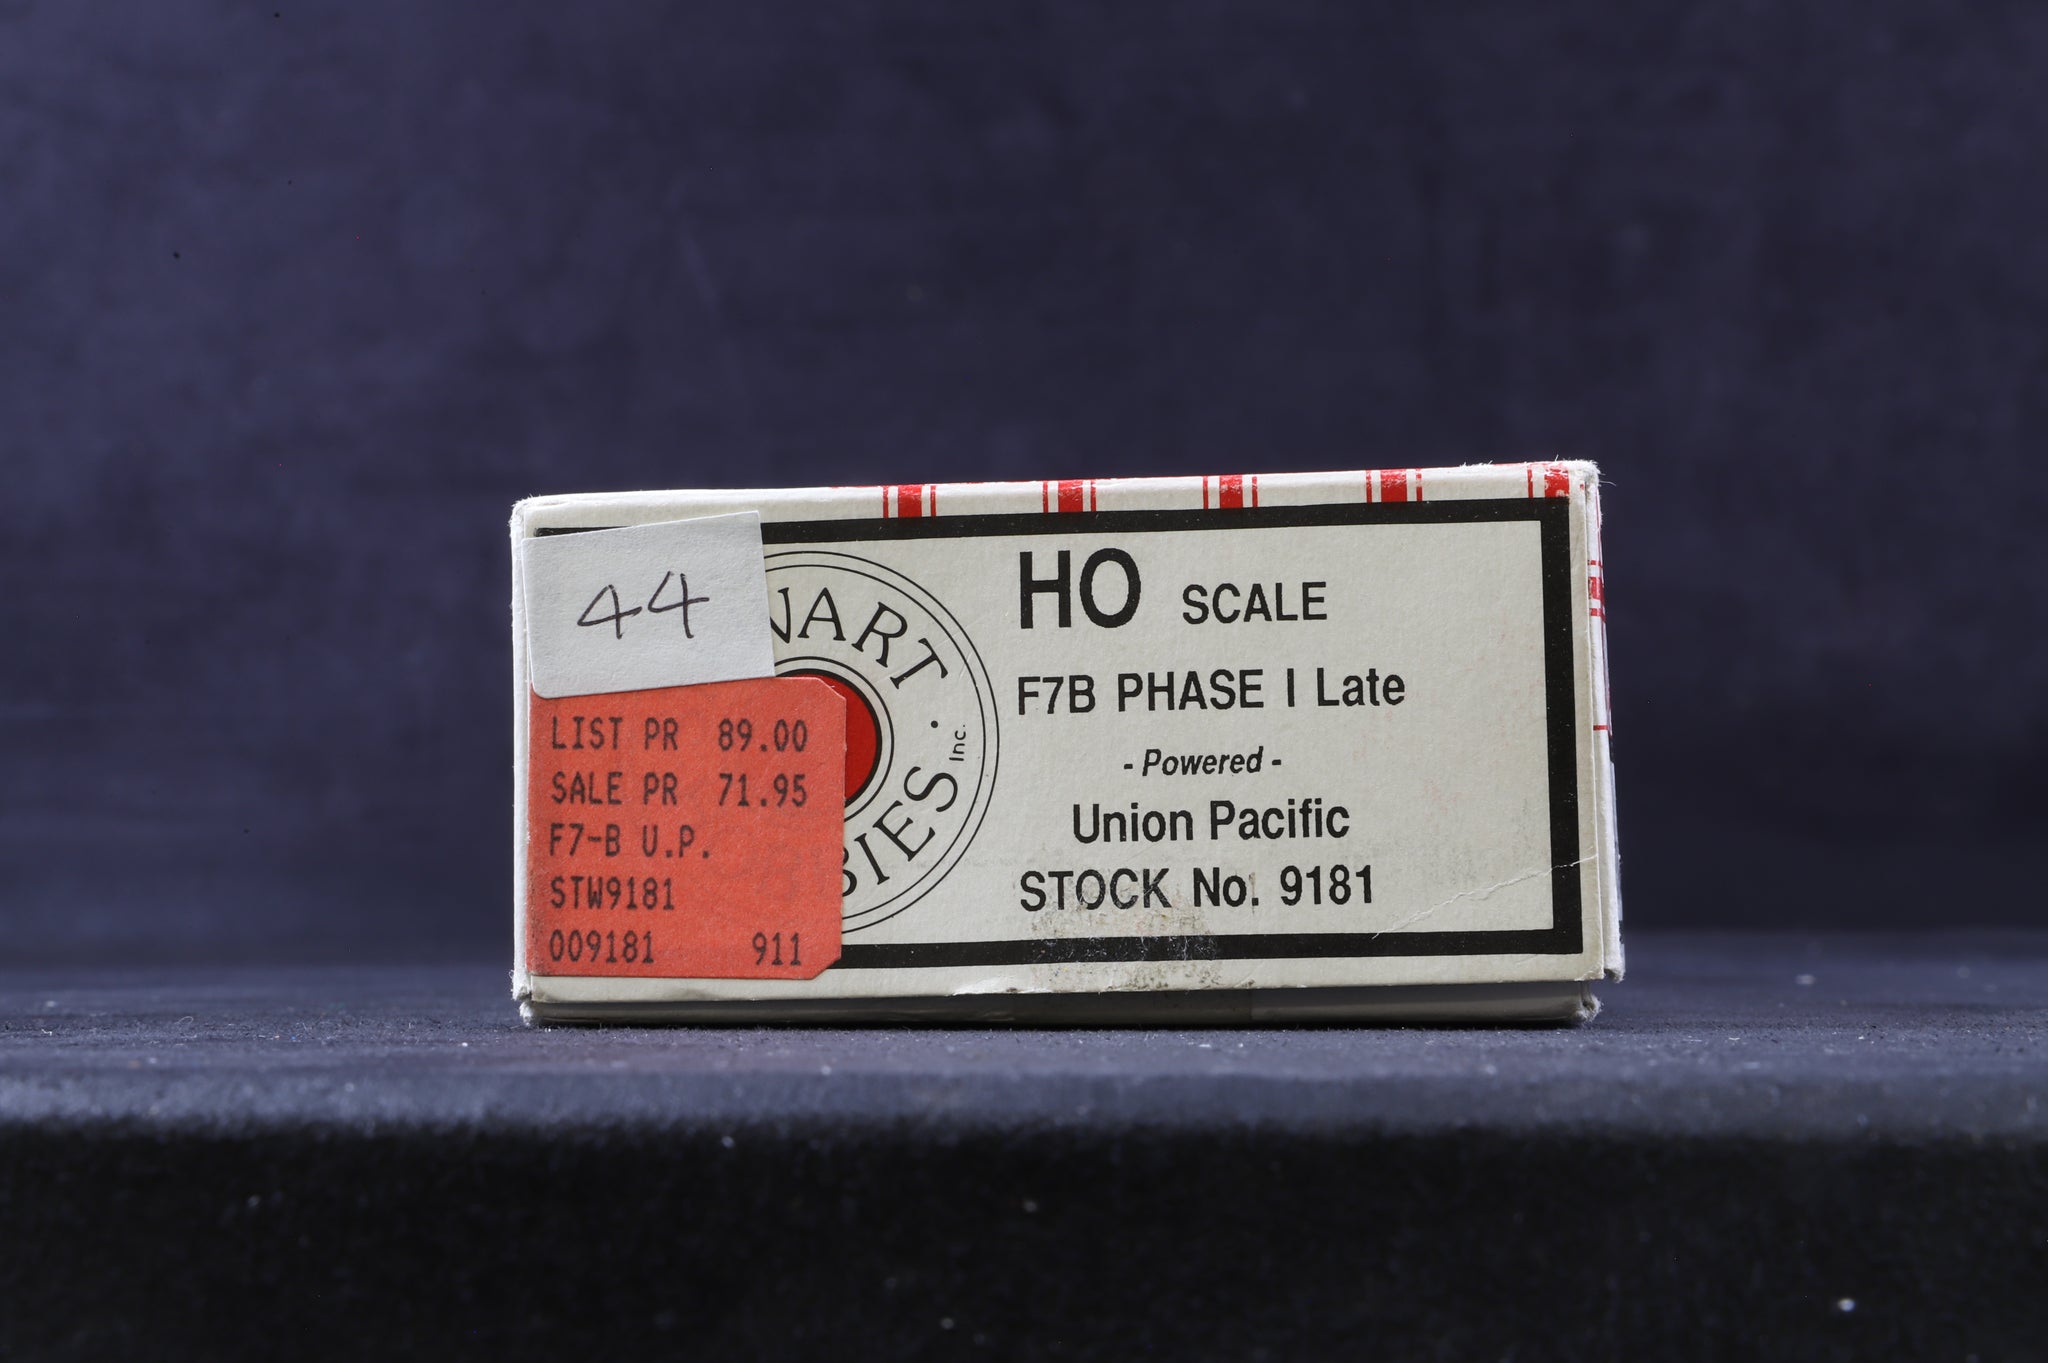 44
LIST PR 89.00
SALE PR 71.95
F7-B U.P.
STW9181
009181 911
Inc.
HO SCALE
F7B PHASE I Late
- Powered -
Union Pacific
STOCK No. 9181